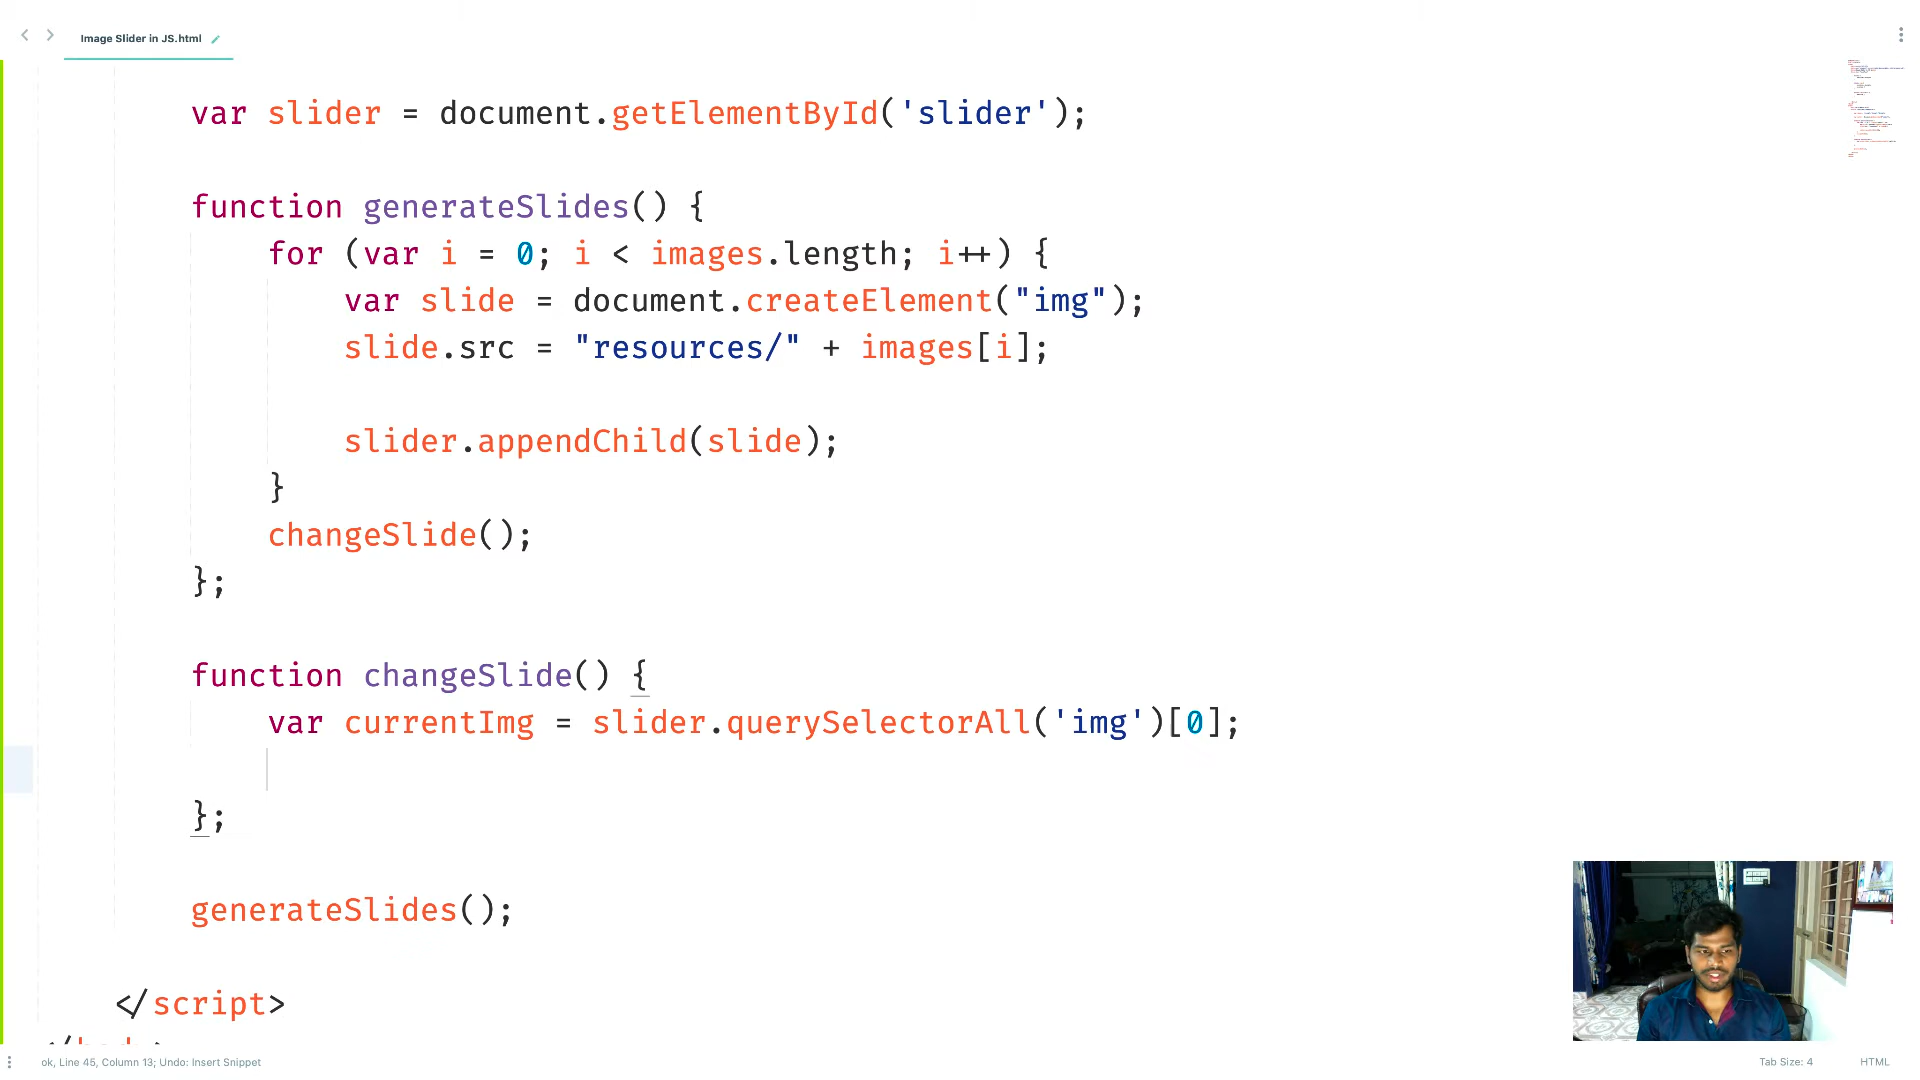 Image Slider in JS.html
var slider = document.getElementById('slider');
function generateSlides() {
for (var i = 0; i < images.length; i++) {
var slide = document.createElement("img");
slide.src = "resources/" + images[i];
slider.appendChild(slide);
}
changeSlide();
};
function changeSlide() {
var currentImg = slider.querySelectorAll('img')[0];
};
generateSlides();
</script>
ok, Line 45, Column 13; Undo: Insert Snippet
Tab Size: 4
HTML